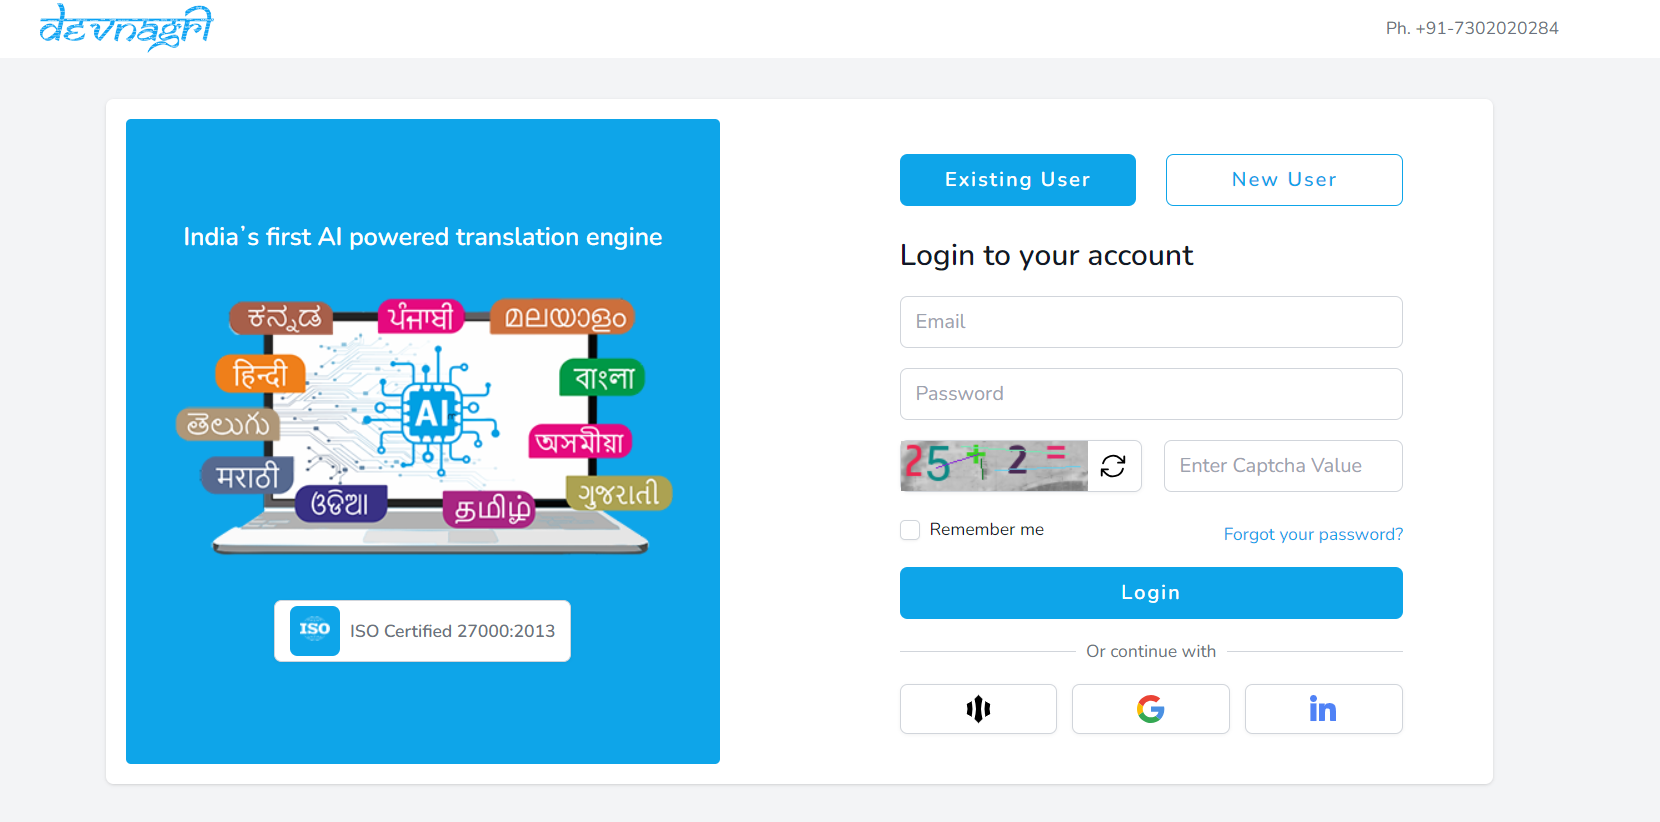 devnagri
Ph. +91-7302020284
India's first AI powered translation engine
ಕನ್ನಡ
ਪੰਜਾਬੀ
മലയാളം
हिन्दी
বাংলা
AI
తెలుగు
অসমীয়া
मराठी
ଓଡିଆ
தமிழ்
ગુજરાતી
ISO
ISO Certified 27000:2013
Existing User
New User
Login to your account
Email
Password
25 + 2 =
Enter Captcha Value
Remember me
Forgot your password?
Login
Or continue with
G
in